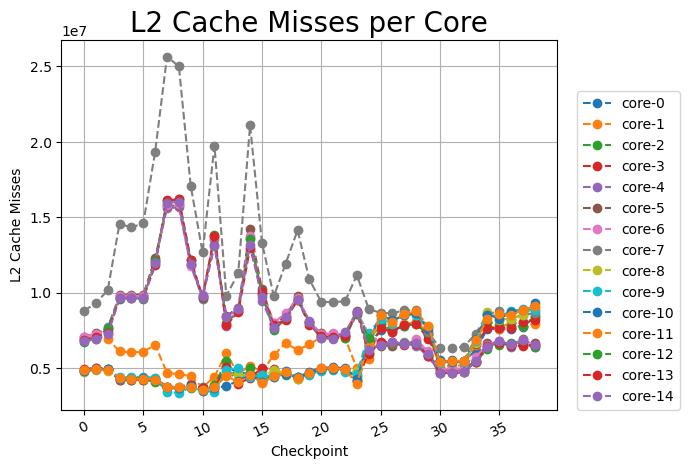 L2 Cache Misses per Core
1e7
2.5
2.0
1.5
1.0
0.5
L2 Cache Misses
0
5
10
15
20
25
30
35
Checkpoint
core-0
core-1
core-2
core-3
core-4
core-5
core-6
core-7
core-8
core-9
core-10
core-11
core-12
core-13
core-14